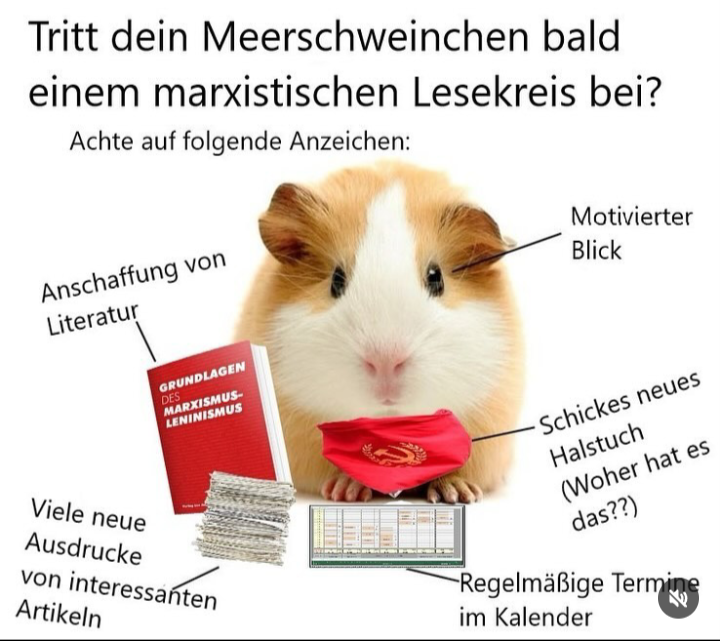 Tritt dein Meerschweinchen bald
einem marxistischen Lesekreis bei?
Achte auf folgende Anzeichen:
Motivierter
Blick
Anschaffung von
Literatur
GRUNDLAGEN
DES
MARXISMUS-
LENINISMUS
Schickes neues
Halstuch
(Woher hat es
das??)
Viele neue
Ausdrucke
von interessanten
Artikeln
Regelmäßige Termine
im Kalender